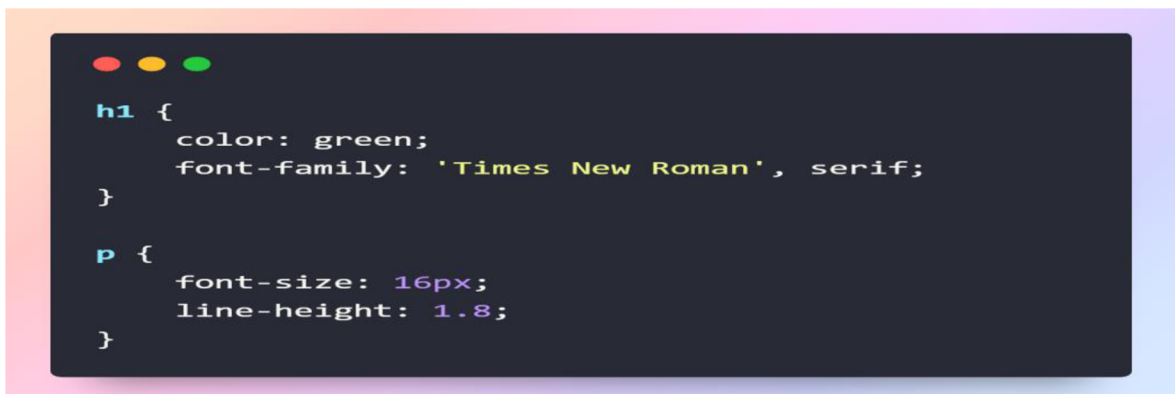 h1 {
    color: green;
    font-family: 'Times New Roman', serif;
}

p {
    font-size: 16px;
    line-height: 1.8;
}